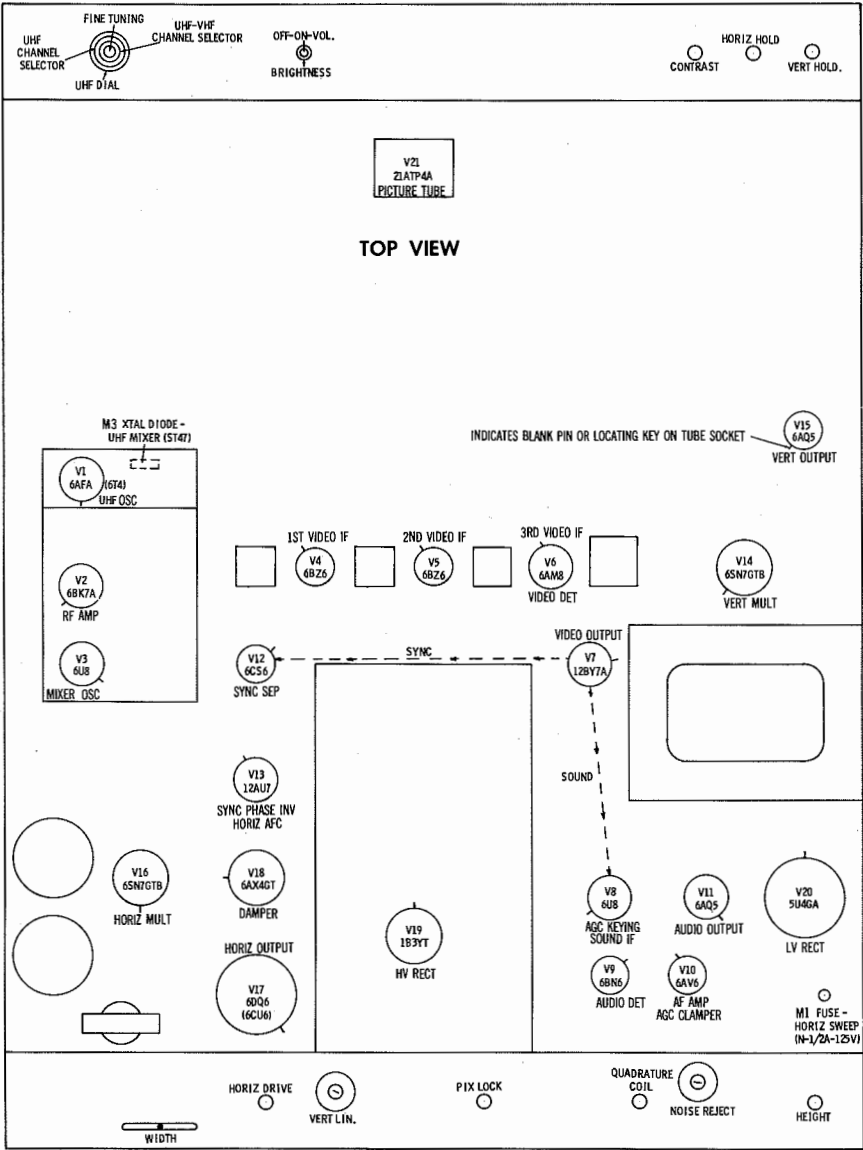 FINE TUNING
UHF
CHANNEL
SELECTOR
UHF-VHF
CHANNEL SELECTOR
UHF DIAL
OFF-ON-VOL.
BRIGHTNESS
CONTRAST
HORIZ HOLD
VERT HOLD.
V21
21ATP4A
PICTURE TUBE
TOP VIEW
M3 XTAL DIODE-
UHF MIXER (ST47)
V1
6AFA
(6T4)
UHF OSC
INDICATES BLANK PIN OR LOCATING KEY ON TUBE SOCKET
V15
6AQ5
VERT OUTPUT
1ST VIDEO IF
V4
6BZ6
2ND VIDEO IF
V5
6BZ6
3RD VIDEO IF
V6
6AM8
VIDEO DET
V14
6SN7GTB
VERT MULT
V2
6BK7A
RF AMP
V3
6U8
MIXER OSC
V12
6CS6
SYNC SEP
SYNC
VIDEO OUTPUT
V7
12BY7A
SOUND
V13
12AU7
SYNC PHASE INV
HORIZ AFC
V16
6SN7GTB
HORIZ MULT
V18
6AX4GT
DAMPER
V19
1B3YT
HV RECT
V8
6U8
AGC KEYING
SOUND IF
V11
6AQ5
AUDIO OUTPUT
V20
5U4GA
LV RECT
HORIZ OUTPUT
V17
6DQ6
(6CU6)
V9
6BN6
AUDIO DET
V10
6AV6
AF AMP
AGC CLAMPER
M1 FUSE-
HORIZ SWEEP
(N-1/2A-125V)
HORIZ DRIVE
VERT LIN.
PIX LOCK
QUADRATURE
COIL
NOISE REJECT
HEIGHT
WIDTH